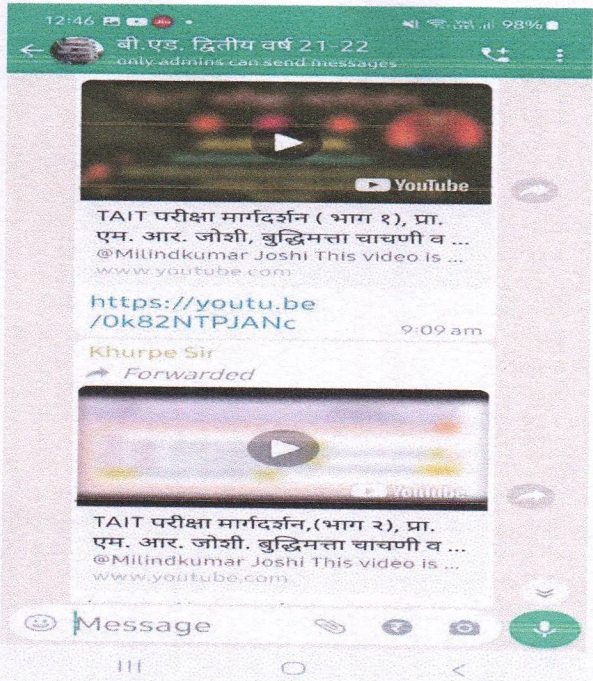 12:46
98%
बी.एड. द्वितीय वर्ष 21-22
only admins can send messages
YouTube
TAIT परीक्षा मार्गदर्शन ( भाग १), प्रा.
एम. आर. जोशी, बुद्धिमत्ता चाचणी व ...
@Milindkumar Joshi This video is ...
www.youtube.com
https://youtu.be
/0k82NTPJANc
9:09 am
Khurpe Sir
Forwarded
YouTube
TAIT परीक्षा मार्गदर्शन,(भाग २), प्रा.
एम. आर. जोशी. बुद्धिमत्ता चाचणी व ...
@Milindkumar Joshi This video is ...
www.youtube.com
Message